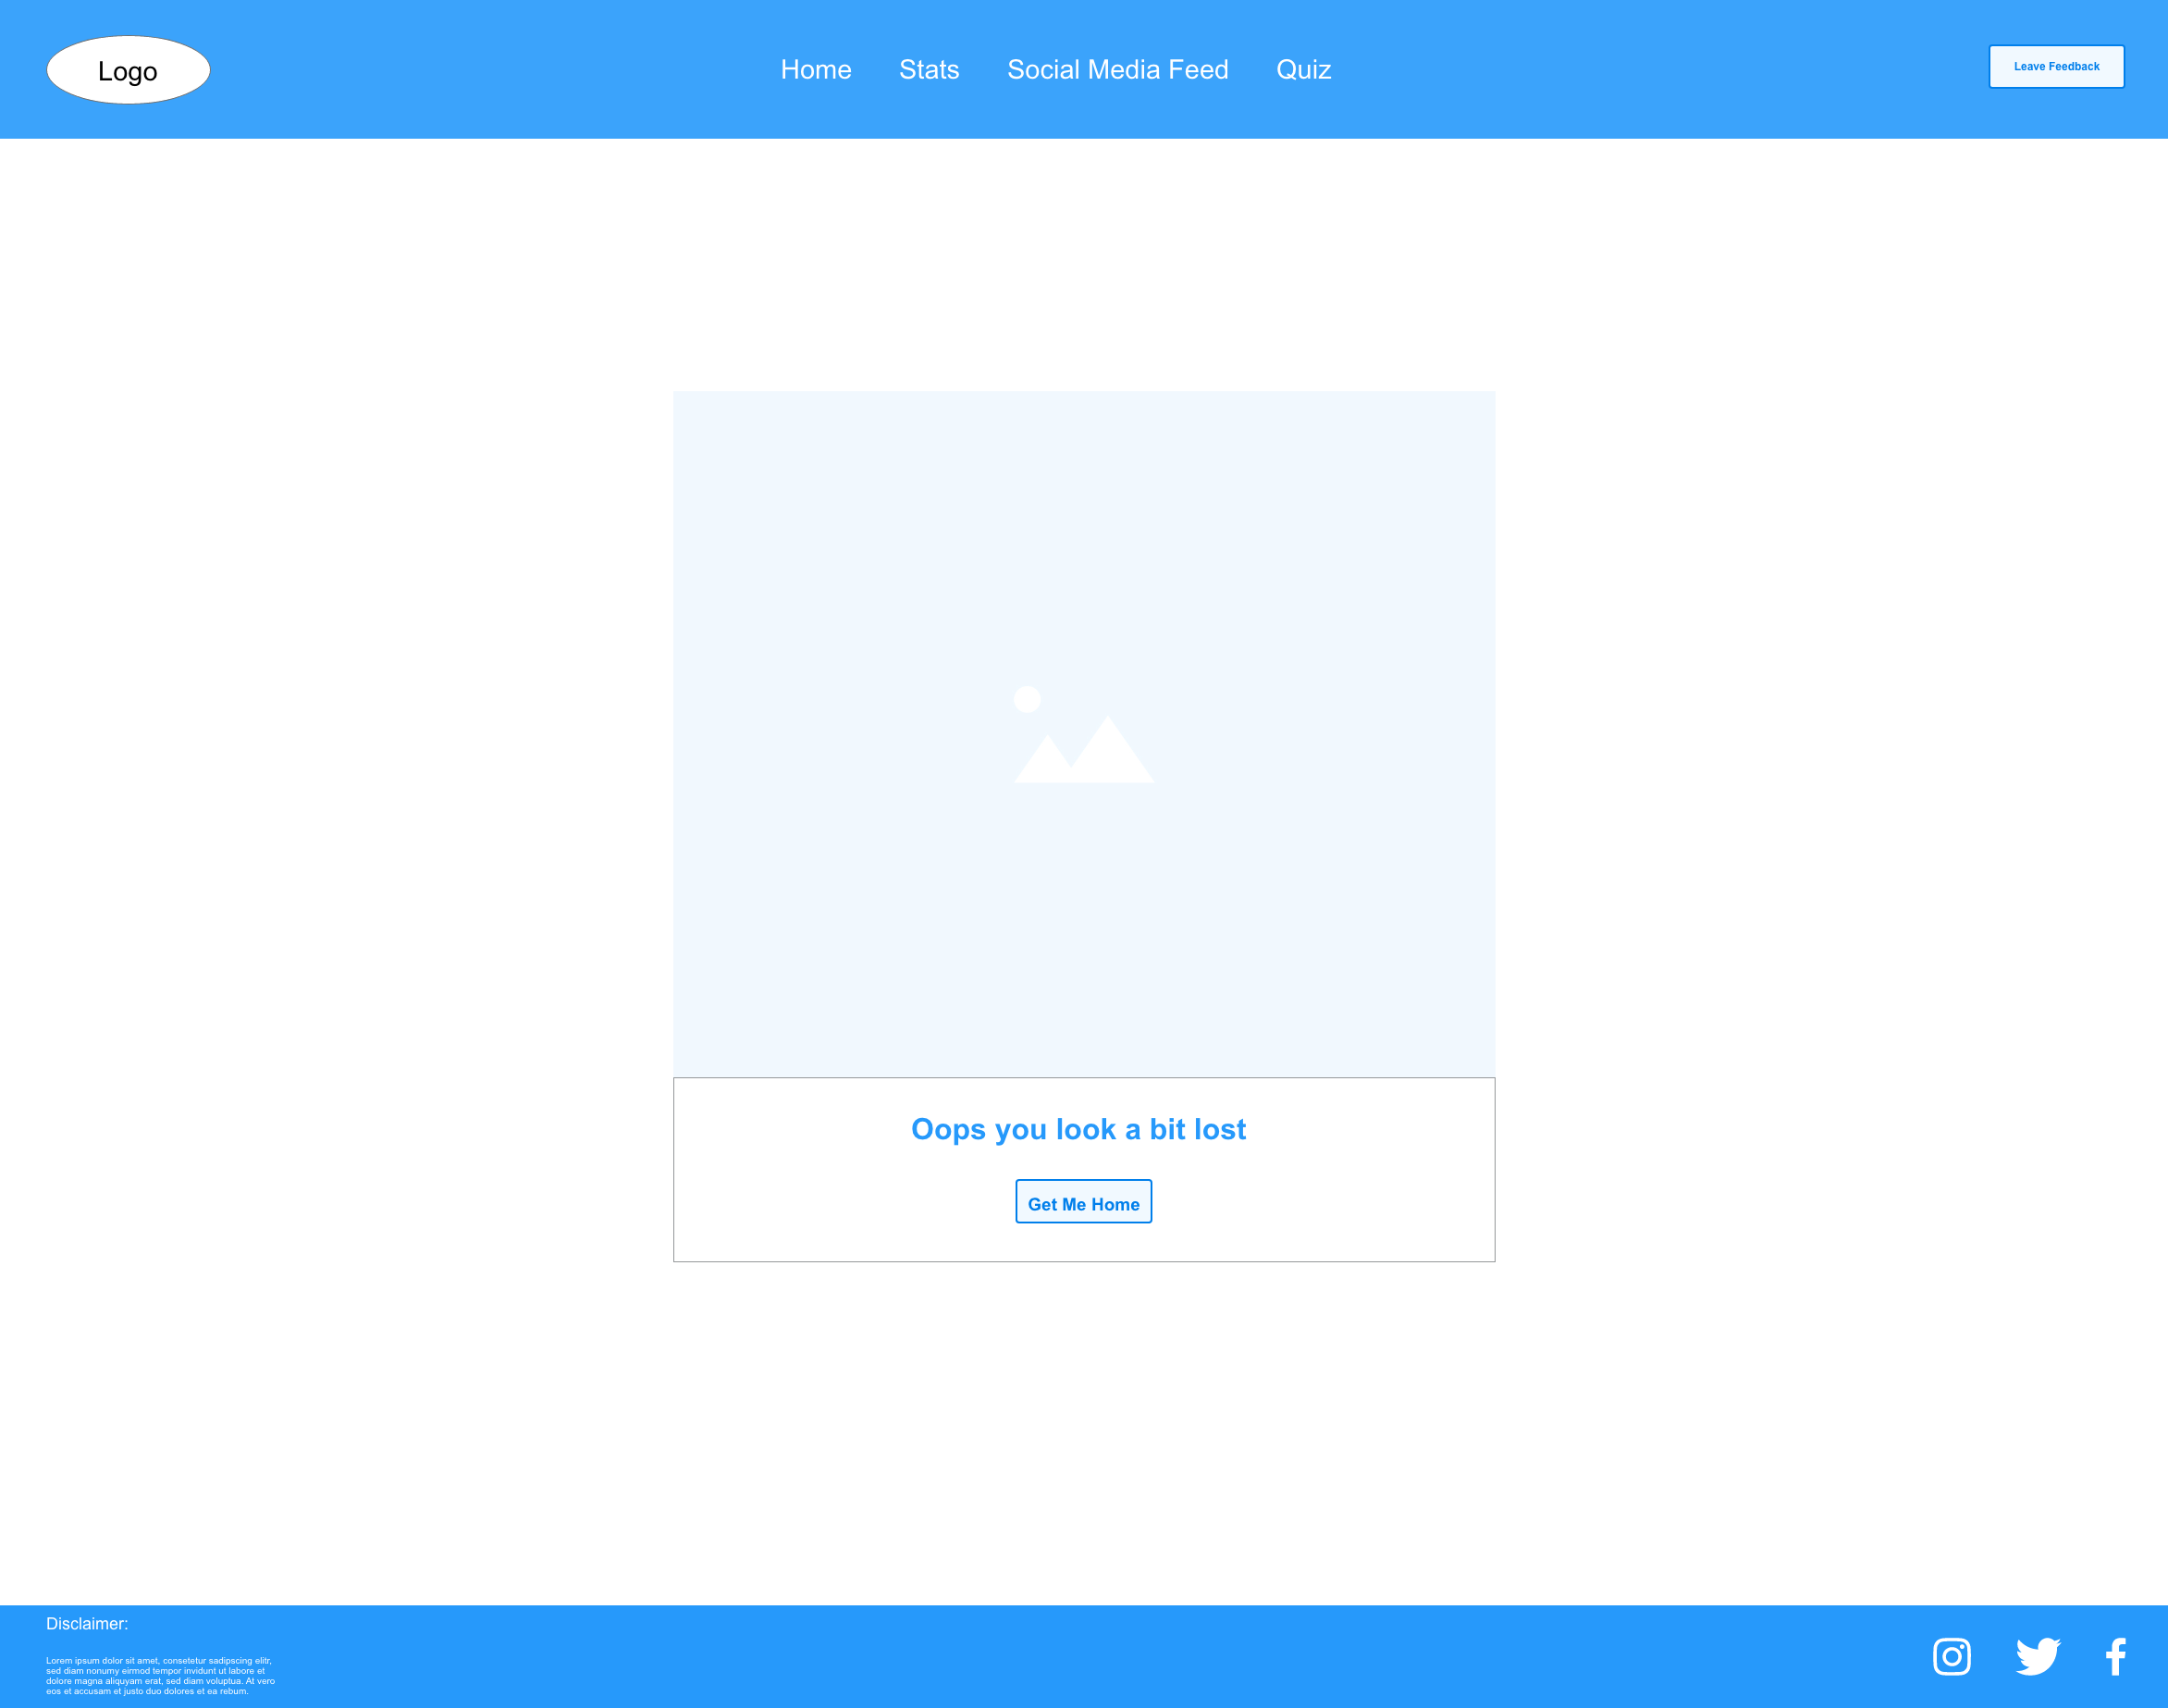 Logo
Home Stats Social Media Feed Quiz
Leave Feedback
Oops you look a bit lost
Get Me Home
Disclaimer:
Lorem ipsum dolor sit amet, consetetur sadipscing elitr,
sed diam nonumy eirmod tempor invidunt ut labore et
dolore magna aliquyam erat, sed diam voluptua. At vero
eos et accusam et justo duo dolores et ea rebum.